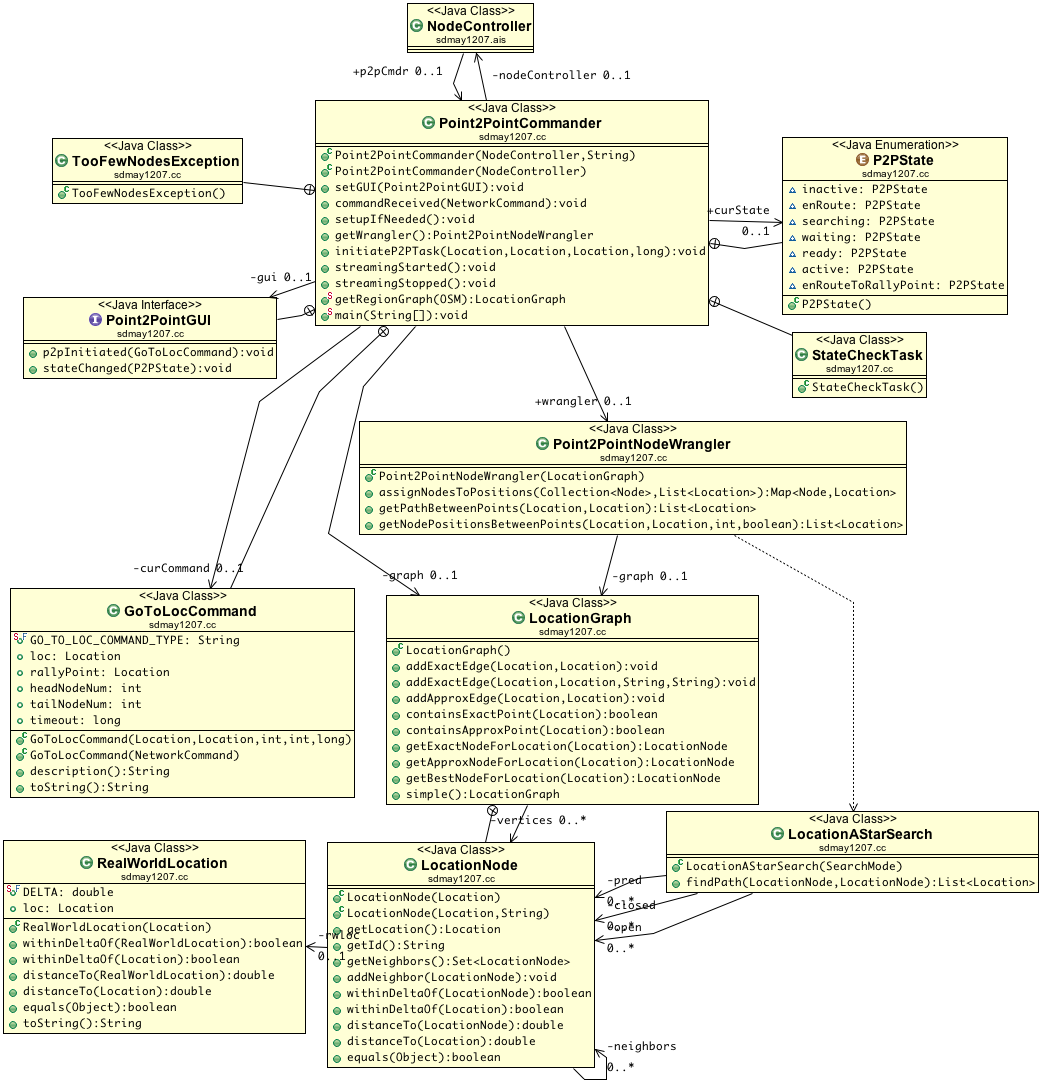 <<Java Class>>
NodeController
sdmay1207.ais
+p2pCmdr 0..1
-nodeController 0..1
<<Java Class>>
Point2PointCommander
sdmay1207.cc
Point2PointCommander(NodeController,String)
Point2PointCommander(NodeController)
setGUI(Point2PointGUI):void
commandReceived(NetworkCommand):void
setupIfNeeded():void
getWrangler():Point2PointNodeWrangler
initiateP2PTask(Location,Location,Location,long):void
streamingStarted():void
streamingStopped():void
getRegionGraph(OSM):LocationGraph
main(String[]):void
<<Java Class>>
TooFewNodesException
sdmay1207.cc
TooFewNodesException()
<<Java Enumeration>>
P2PState
sdmay1207.cc
inactive: P2PState
enRoute: P2PState
searching: P2PState
waiting: P2PState
ready: P2PState
active: P2PState
enRouteToRallyPoint: P2PState
P2PState()
+curState
0..1
-gui 0..1
<<Java Interface>>
Point2PointGUI
sdmay1207.cc
p2pInitiated(GoToLocCommand):void
stateChanged(P2PState):void
<<Java Class>>
StateCheckTask
sdmay1207.cc
StateCheckTask()
+wrangler 0..1
<<Java Class>>
Point2PointNodeWrangler
sdmay1207.cc
Point2PointNodeWrangler(LocationGraph)
assignNodesToPositions(Collection<Node>,List<Location>):Map<Node,Location>
getPathBetweenPoints(Location,Location):List<Location>
getNodePositionsBetweenPoints(Location,Location,int,boolean):List<Location>
-curCommand 0..1
-graph 0..1
-graph 0..1
<<Java Class>>
GoToLocCommand
sdmay1207.cc
GO_TO_LOC_COMMAND_TYPE: String
loc: Location
rallyPoint: Location
headNodeNum: int
tailNodeNum: int
timeout: long
GoToLocCommand(Location,Location,int,int,long)
GoToLocCommand(NetworkCommand)
description():String
toString():String
<<Java Class>>
LocationGraph
sdmay1207.cc
LocationGraph()
addExactEdge(Location,Location):void
addExactEdge(Location,Location,String,String):void
addApproxEdge(Location,Location):void
containsExactPoint(Location):boolean
containsApproxPoint(Location):boolean
getExactNodeForLocation(Location):LocationNode
getApproxNodeForLocation(Location):LocationNode
getBestNodeForLocation(Location):LocationNode
simple():LocationGraph
-vertices 0..*
<<Java Class>>
LocationAStarSearch
sdmay1207.cc
LocationAStarSearch(SearchMode)
findPath(LocationNode,LocationNode):List<Location>
<<Java Class>>
RealWorldLocation
sdmay1207.cc
DELTA: double
loc: Location
RealWorldLocation(Location)
withinDeltaOf(RealWorldLocation):boolean
withinDeltaOf(Location):boolean
distanceTo(RealWorldLocation):double
distanceTo(Location):double
equals(Object):boolean
toString():String
-rwloc
0..1
<<Java Class>>
LocationNode
sdmay1207.cc
LocationNode(Location)
LocationNode(Location,String)
getLocation():Location
getId():String
getNeighbors():Set<LocationNode>
addNeighbor(LocationNode):void
withinDeltaOf(LocationNode):boolean
withinDeltaOf(Location):boolean
distanceTo(LocationNode):double
distanceTo(Location):double
equals(Object):boolean
-pred
0..*
-closed
0..*
-open
0..*
-neighbors
0..*